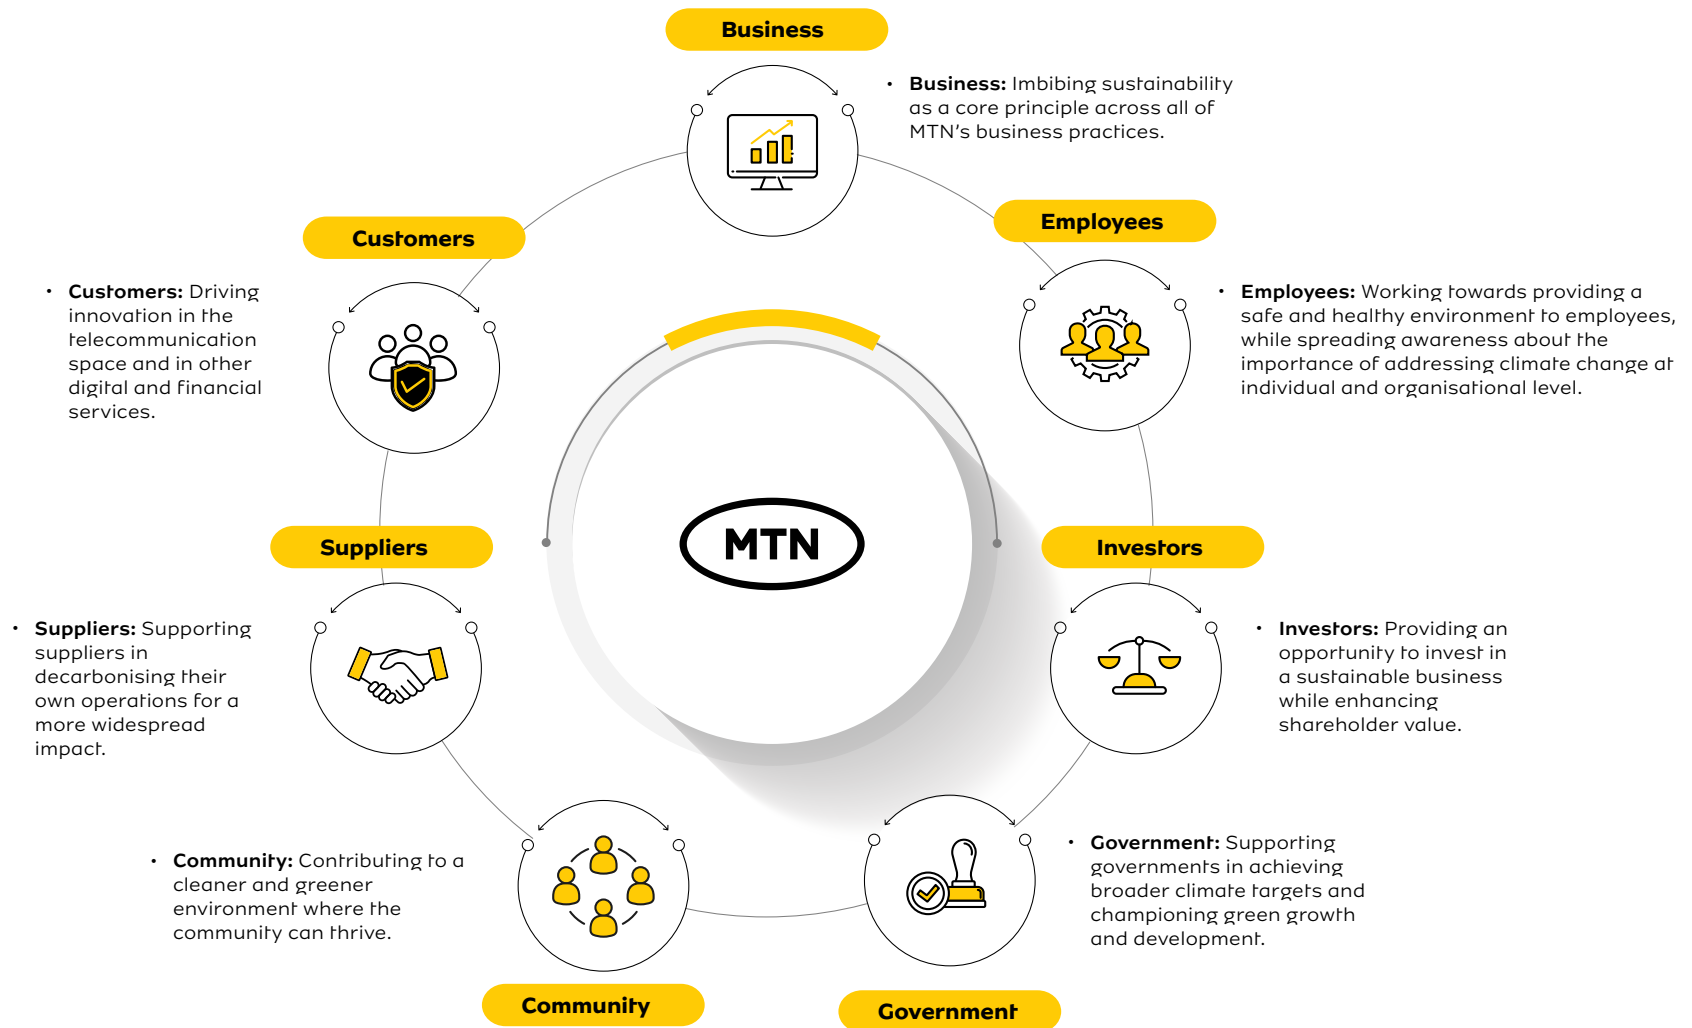 Business
• Business: Imbibing sustainability
as a core principle across all of
MTN's business practices.
Employees
• Employees: Working towards providing a
safe and healthy environment to employees,
while spreading awareness about the
importance of addressing climate change at
individual and organisational level.
Customers
• Customers: Driving
innovation in the
telecommunication
space and in other
digital and financial
services.
MTN
Suppliers
• Suppliers: Supporting
suppliers in
decarbonising their
own operations for a
more widespread
impact.
Investors
• Investors: Providing an
opportunity to invest in
a sustainable business
while enhancing
shareholder value.
• Community: Contributing to a
cleaner and greener
environment where the
community can thrive.
Community
• Government: Supporting
governments in achieving
broader climate targets and
championing green growth
and development.
Government